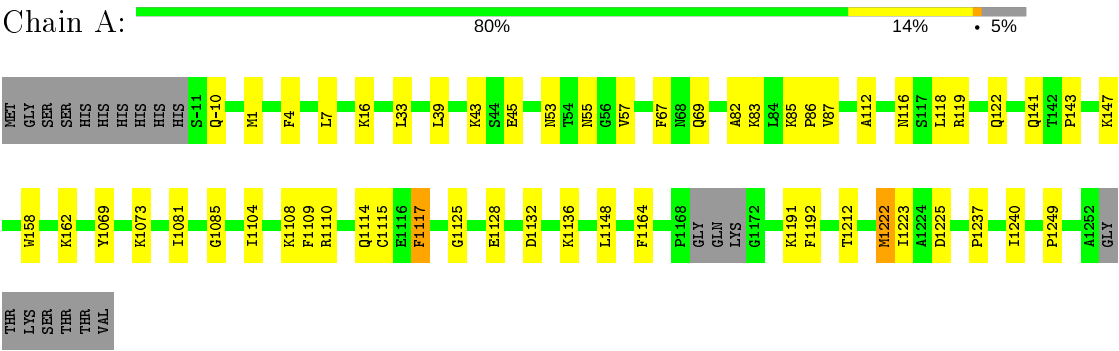 Chain A:
80% 14% • 5%
MET GLY SER SER HIS HIS HIS HIS HIS HIS S-11 Q-10 M1 F4 L7 K16 L33 L39 K43 S44 E45 N53 T54 N55 G56 V57 F67 N68 Q69 A82 K83 L84 K85 P86 V87 A112 N116 S117 L118 R119 Q122 Q141 T142 P143 K147
W158 K162 Y1069 K1073 I1081 G1085 I1104 K1108 F1109 R1110 Q1114 C1115 E1116 F1117 G1125 E1128 D1132 K1136 L1148 F1164 P1168 GLY GLN LYS G1172 K1191 F1192 T1212 M1222 I1223 A1224 D1225 P1237 I1240 P1249 A1252 GLY
THR LYS SER THR THR VAL